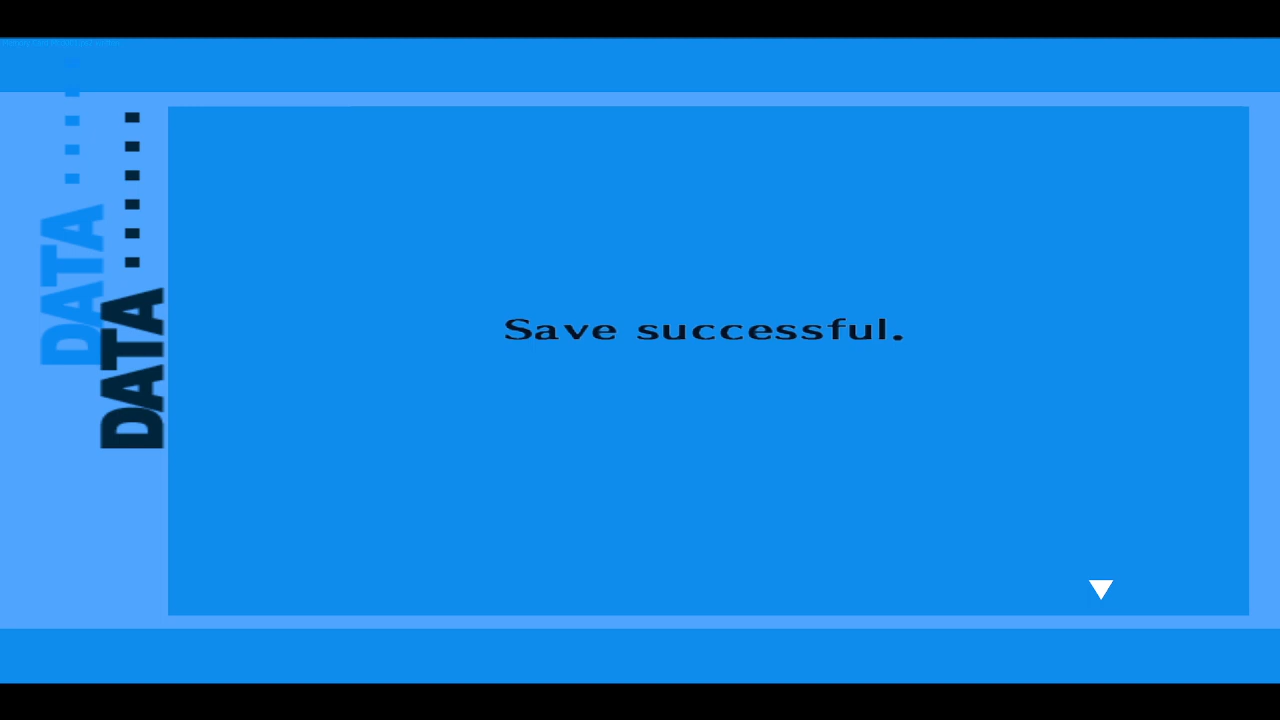 DATA ......
DATA ....
Save successful.